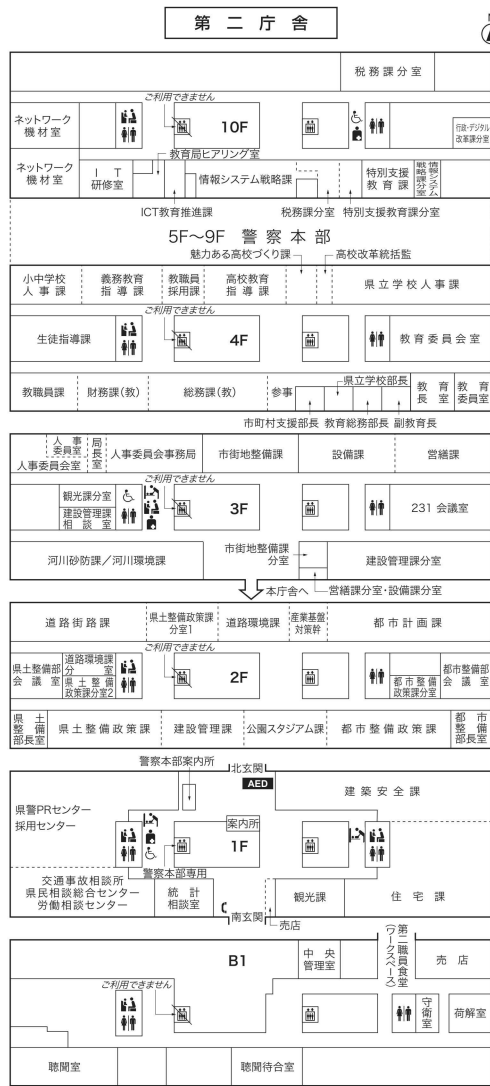 第二庁舎
税務課分室
ご利用できません
ネットワーク
機材室
10F
行政・デジタル
改革課分室
教育局ヒアリング室
ネットワーク
機材室
IT
研修室
情報システム戦略課
特別支援
教育課
情報システム
戦略課分室
ICT教育推進課
税務課分室
特別支援教育課分室
5F〜9F 警察本部
魅力ある高校づくり課
高校改革統括監
小中学校
人事課
義務教育
指導課
教職員
採用課
高校教育
指導課
県立学校人事課
ご利用できません
生徒指導課
4F
教育委員会室
教職員課
財務課(教)
総務課(教)
参事
県立学校部長
教育
長室
教育
委員室
市町村支援部長
教育総務部長
副教育長
人事
委員室
人事委員会室
局長室
人事委員会事務局
市街地整備課
設備課
営繕課
ご利用できません
観光課分室
建設管理課
相談室
3F
231 会議室
河川砂防課/河川環境課
市街地整備課
分室
建設管理課分室
本庁舎へ
営繕課分室・設備課分室
道路街路課
県土整備政策課
分室1
道路環境課
産業基盤
対策幹
都市計画課
ご利用できません
県土整備部
会議室
道路環境課
分室
県土整備
政策課分室2
2F
都市整備
政策課分室
都市整備部
会議室
県土
整備
部長室
県土整備政策課
建設管理課
公園スタジアム課
都市整備政策課
都市
整備
部長室
警察本部案内所
北玄関
AED
県警PRセンター
採用センター
建築安全課
案内所
1F
警察本部専用
交通事故相談所
県民相談総合センター
労働相談センター
統計
相談室
南玄関
売店
観光課
住宅課
B1
中央
管理室
第二職員食堂
(ワークスペース)
売店
ご利用できません
守衛室
荷解室
聴聞室
聴聞待合室